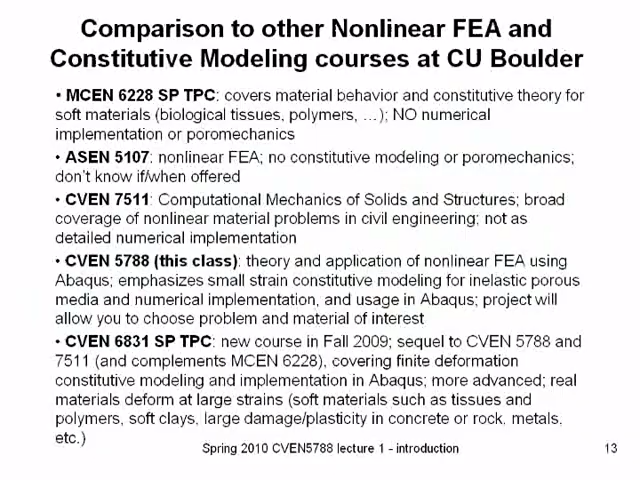 Comparison to other Nonlinear FEA and
Constitutive Modeling courses at CU Boulder
• MCEN 6228 SP TPC: covers material behavior and constitutive theory for
soft materials (biological tissues, polymers, …); NO numerical
implementation or poromechanics
• ASEN 5107: nonlinear FEA; no constitutive modeling or poromechanics;
don't know if/when offered
• CVEN 7511: Computational Mechanics of Solids and Structures; broad
coverage of nonlinear material problems in civil engineering; not as
detailed numerical implementation
• CVEN 5788 (this class): theory and application of nonlinear FEA using
Abaqus; emphasizes small strain constitutive modeling for inelastic porous
media and numerical implementation, and usage in Abaqus; project will
allow you to choose problem and material of interest
• CVEN 6831 SP TPC: new course in Fall 2009; sequel to CVEN 5788 and
7511 (and complements MCEN 6228), covering finite deformation
constitutive modeling and implementation in Abaqus; more advanced; real
materials deform at large strains (soft materials such as tissues and
polymers, soft clays, large damage/plasticity in concrete or rock, metals,
etc.)
Spring 2010 CVEN5788 lecture 1 - introduction
13